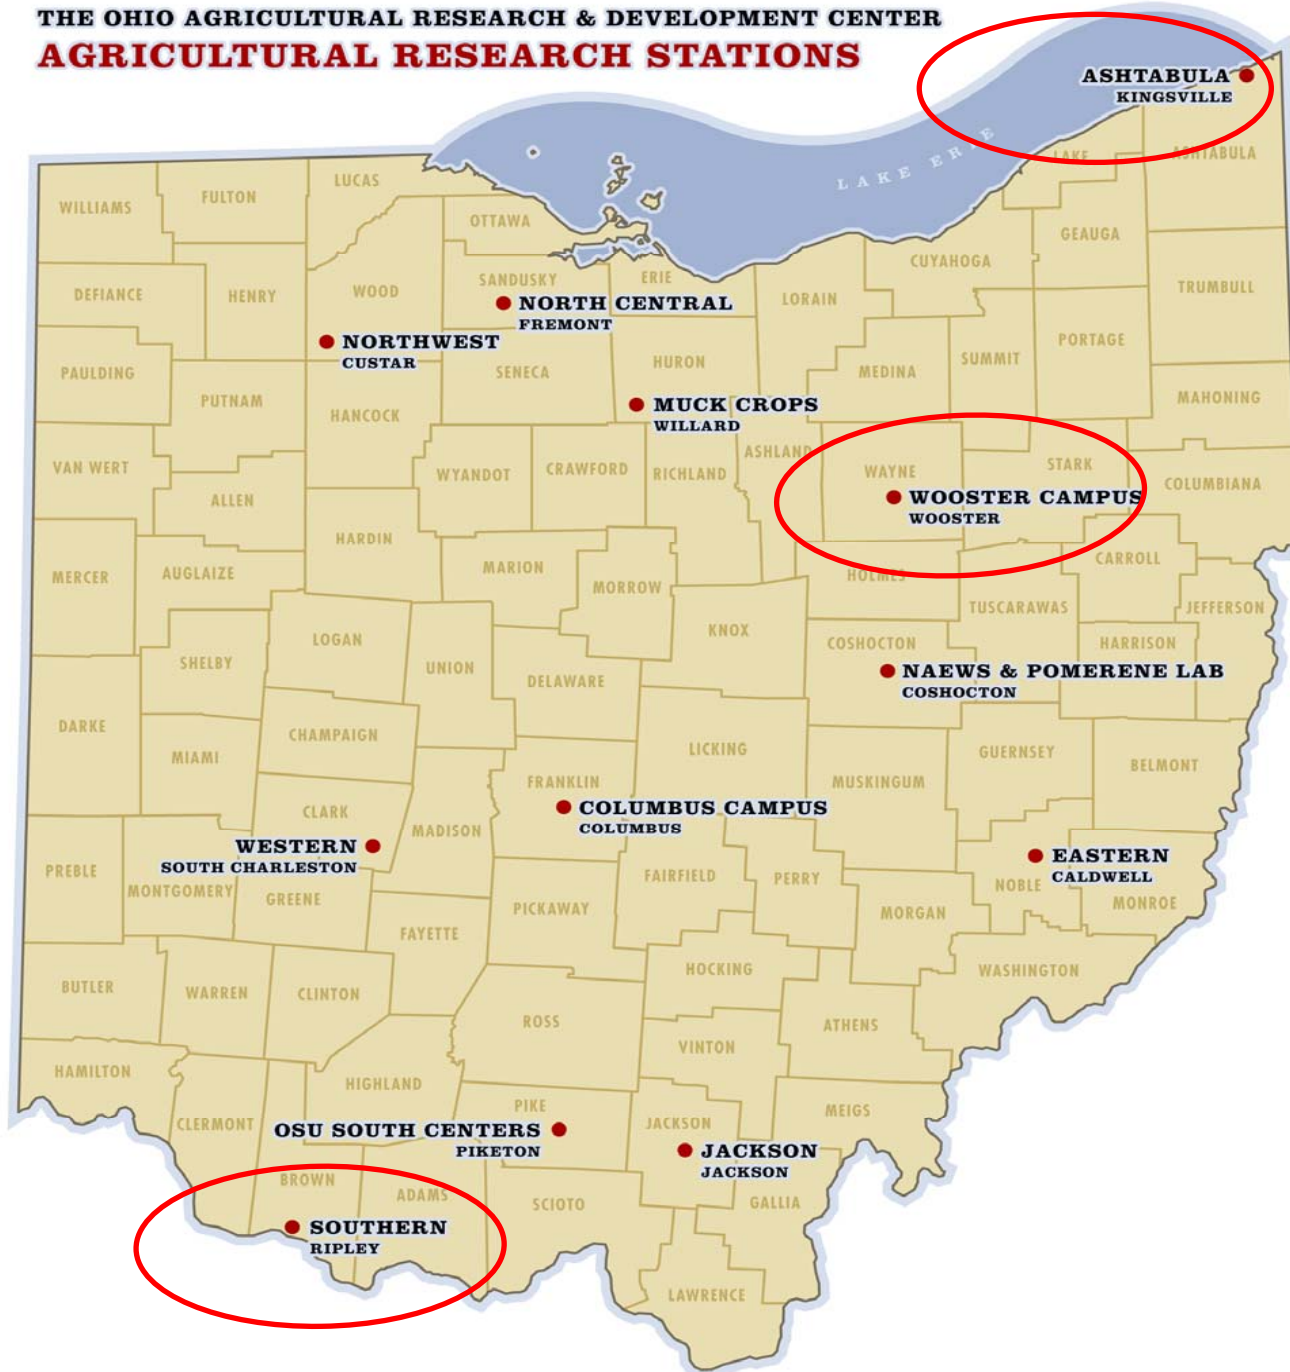 THE OHIO AGRICULTURAL RESEARCH & DEVELOPMENT CENTER
AGRICULTURAL RESEARCH STATIONS
ASHTABULA
KINGSVILLE
LAKE ERIE
LAKE
ASHTABULA
LUCAS
FULTON
WILLIAMS
OTTAWA
GEAUGA
CUYAHOGA
SANDUSKY
ERIE
TRUMBULL
DEFIANCE
HENRY
WOOD
LORAIN
NORTH CENTRAL
FREMONT
PORTAGE
NORTHWEST
CUSTAR
SUMMIT
PAULDING
SENECA
HURON
MEDINA
PUTNAM
MAHONING
MUCK CROPS
WILLARD
HANCOCK
ASHLAND
VAN WERT
WYANDOT
CRAWFORD
RICHLAND
WAYNE
STARK
COLUMBIANA
ALLEN
WOOSTER CAMPUS
WOOSTER
HARDIN
CARROLL
MERCER
AUGLAIZE
MARION
MORROW
HOLMES
TUSCARAWAS
JEFFERSON
KNOX
LOGAN
COSHOCTON
HARRISON
SHELBY
UNION
DELAWARE
NAEWS & POMERENE LAB
COSHOCTON
DARKE
CHAMPAIGN
LICKING
GUERNSEY
MIAMI
BELMONT
FRANKLIN
MUSKINGUM
CLARK
COLUMBUS CAMPUS
COLUMBUS
MADISON
WESTERN
SOUTH CHARLESTON
EASTERN
CALDWELL
PREBLE
MONTGOMERY
GREENE
FAIRFIELD
PERRY
NOBLE
MONROE
PICKAWAY
MORGAN
FAYETTE
HOCKING
WASHINGTON
BUTLER
WARREN
CLINTON
ROSS
ATHENS
VINTON
HAMILTON
HIGHLAND
PIKE
MEIGS
CLERMONT
JACKSON
OSU SOUTH CENTERS
PIKETON
JACKSON
JACKSON
BROWN
ADAMS
SCIOTO
GALLIA
SOUTHERN
RIPLEY
LAWRENCE